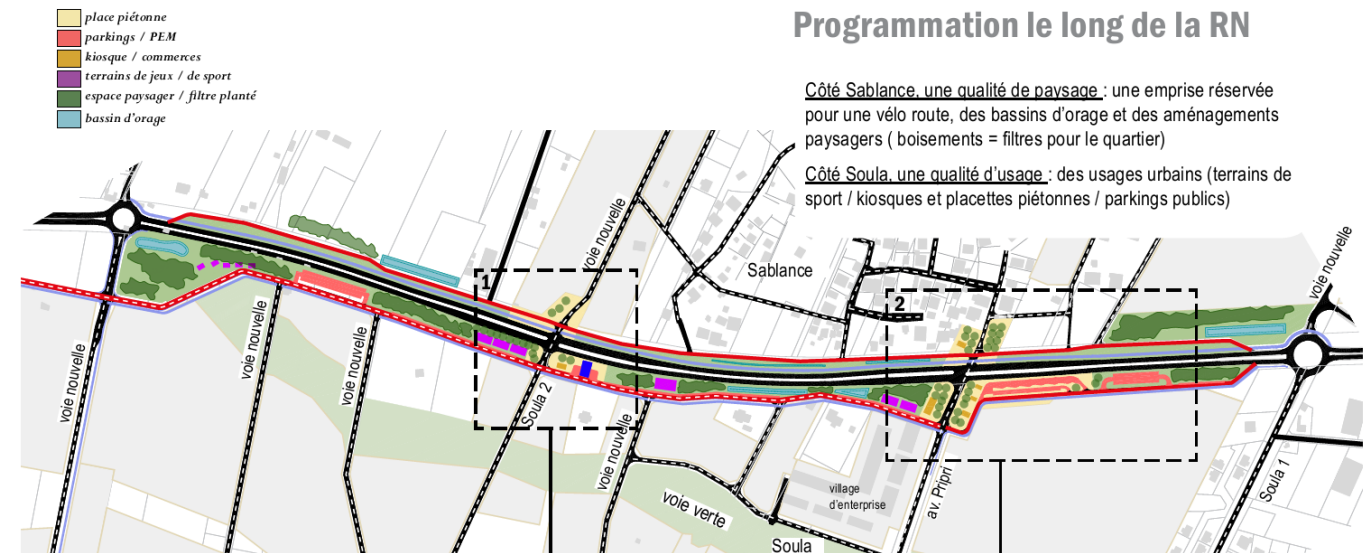 place piétonne
parkings / PEM
kiosque / commerces
terrains de jeux / de sport
espace paysager / filtre planté
bassin d'orage
Programmation le long de la RN
Côté Sablance, une qualité de paysage : une emprise réservée
pour une vélo route, des bassins d'orage et des aménagements
paysagers ( boisements = filtres pour le quartier)
Côté Soula, une qualité d'usage : des usages urbains (terrains de
sport / kiosques et placettes piétonnes / parkings publics)
voie nouvelle
Sablance
voie nouvelle
1
2
voie nouvelle
voie nouvelle
voie nouvelle
Soula 2
voie nouvelle
voie verte
village
d'enterprise
av. Pripri
Soula 1
Soula